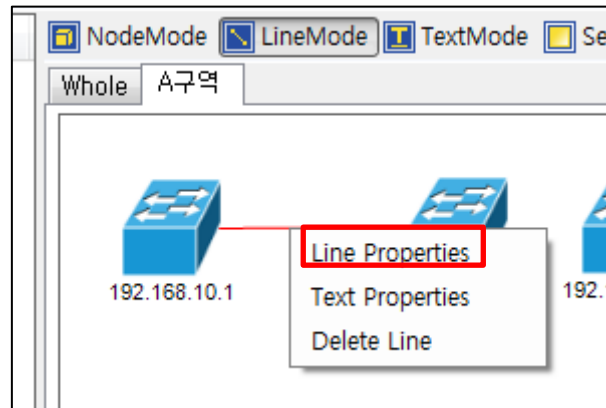 NodeMode LineMode TextMode Se
Whole A구역
Line Properties
192.168.10.1 Text Properties 192.
Delete Line